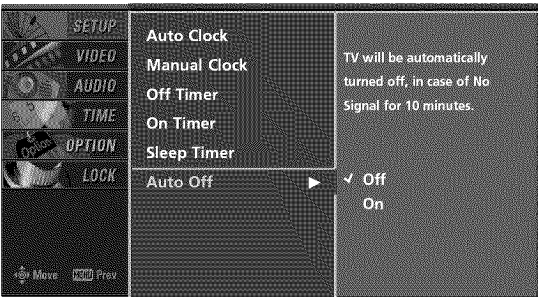 SETUP
VIDEO
AUDIO
TIME
OPTION
LOCK
Move MENU Prev
Auto Clock
Manual Clock
Off Timer
On Timer
Sleep Timer
Auto Off
TV will be automatically
turned off, in case of No
Signal for 10 minutes.
Off
On